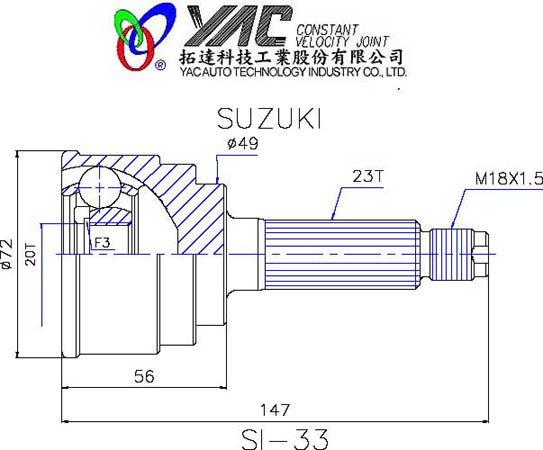 YAC CONSTANT
VELOCITY JOINT
拓達科技工業股份有限公司
® YAC AUTO TECHNOLOGY INDUSTRY CO., LTD.
SUZUKI
ø49
23T
M18X1.5
ø72
20T
F3
56
147
SI-33